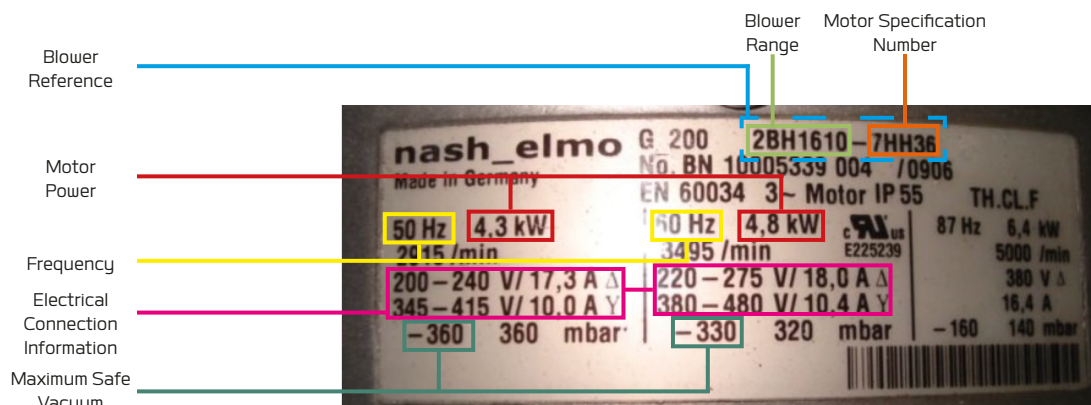 Blower Range
Motor Specification Number
Blower Reference
Motor Power
Frequency
Electrical Connection Information
Maximum Safe Vacuum
nash_elmo G_200 2BH1610-7HH36
Made in Germany No. BN 10005339 004 /0906
EN 60034 3~ Motor IP 55 TH.CL.F
50 Hz 4,3 kW 60 Hz 4,8 kW c RU us 87 Hz 6,4 kW
2915 /min 3495 /min E225239 5000 /min
200-240 V/ 17,3 A Δ 220-275 V/ 18,0 A Δ 380 V Δ
345-415 V/ 10,0 A Y 380-480 V/ 10,4 A Y 16,4 A
-360 360 mbar -330 320 mbar -160 140 mbar